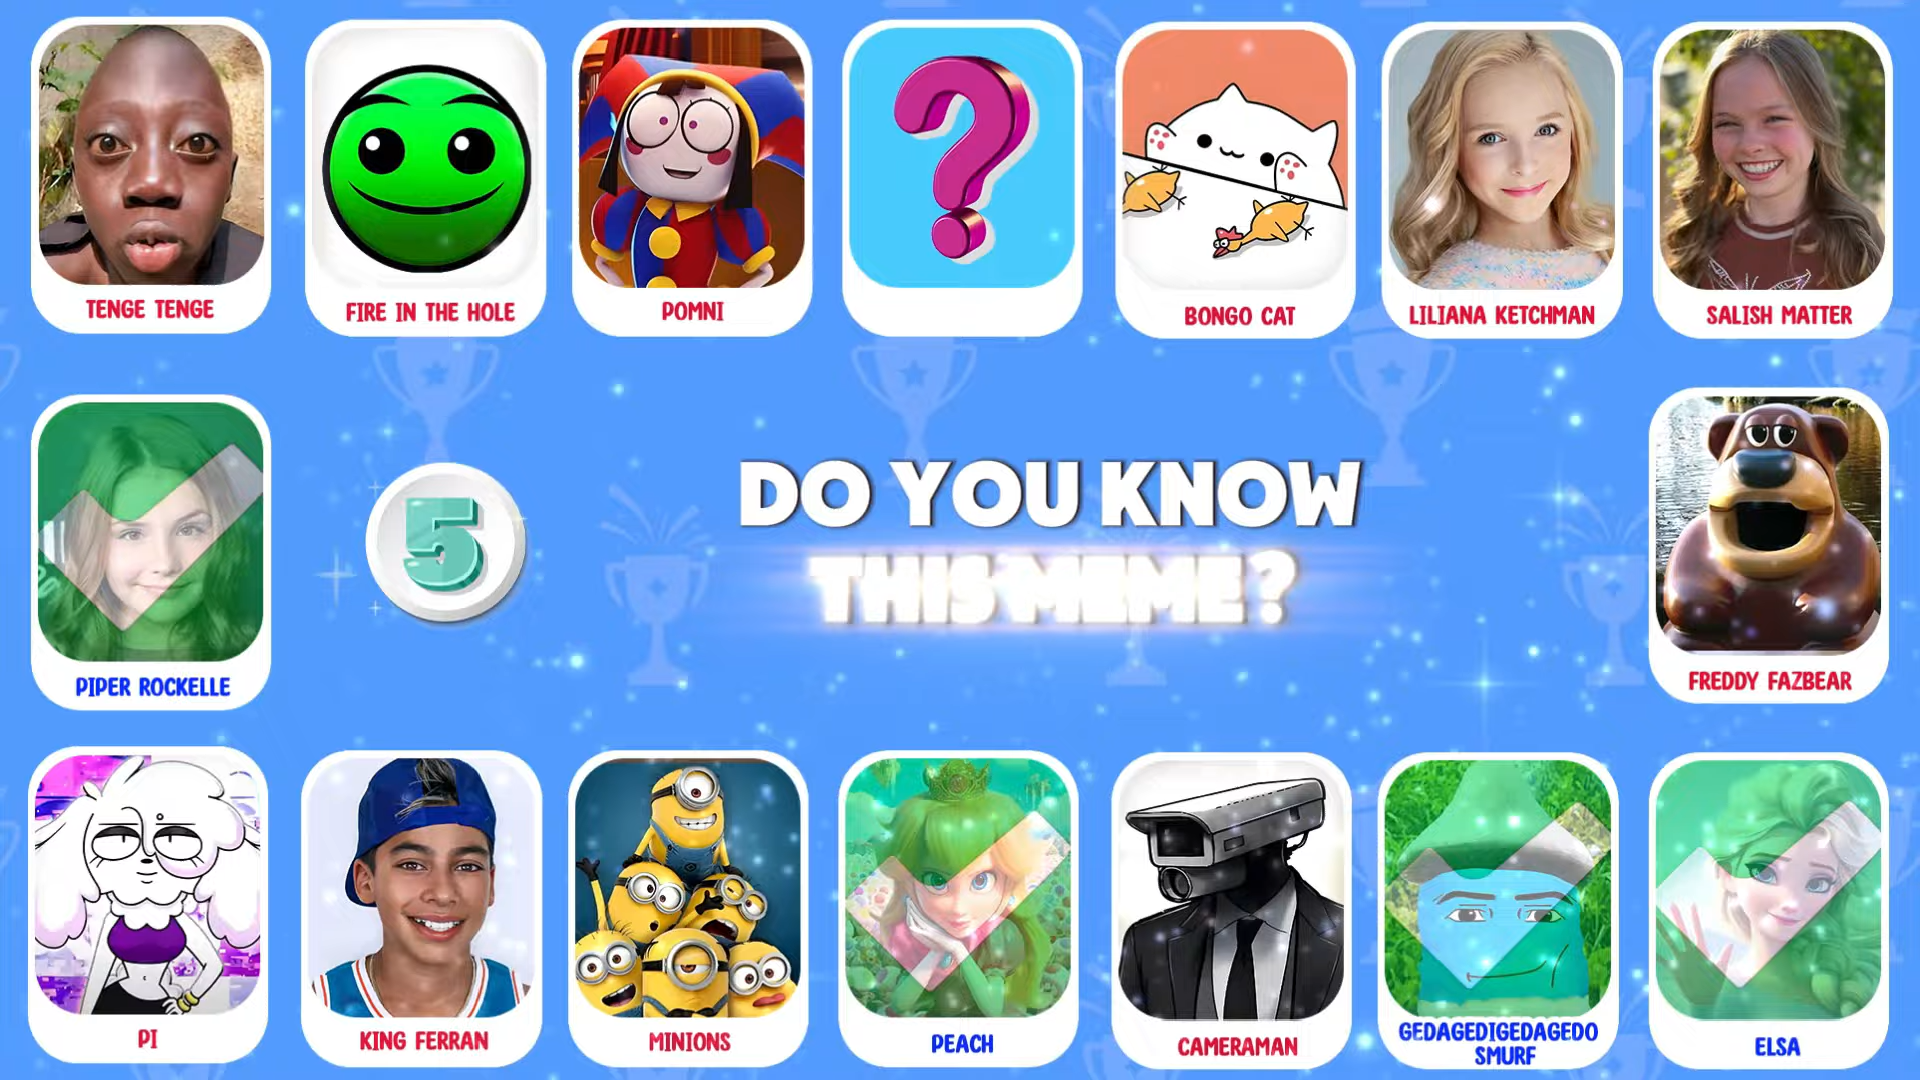 TENGE TENGE
FIRE IN THE HOLE
POMNI
?
BONGO CAT
LILIANA KETCHMAN
SALISH MATTER
PIPER ROCKELLE
5
DO YOU KNOW
THIS MEME?
FREDDY FAZBEAR
PI
KING FERRAN
MINIONS
PEACH
CAMERAMAN
GEDAGEDIGEDAGEDO
SMURF
ELSA